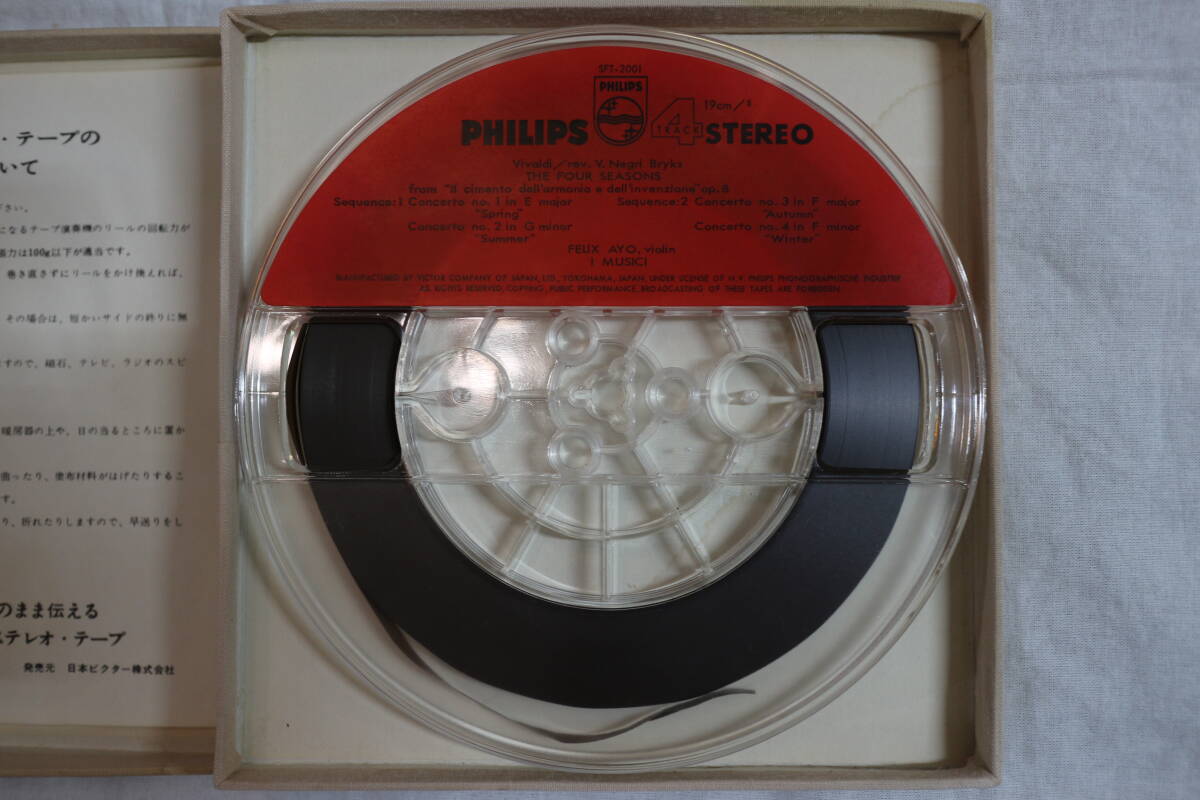 ・テープの
いて
ださい。
になるテープ演奏機のリールの回転力が
張力は100g以下が適当です。
巻き直さずにリールをかけ換えれば、
その場合は、短かいサイドの終りに無
ますので、磁石、テレビ、ラジオのスピ
暖房器の上や、日の当るところに置か
曲ったり、塗布材料がはげたりするこ
す。
り、折れたりしますので、早送りをし
のまま伝える
ステレオ・テープ
発売元 日本ビクター株式会社
SFT-2001
PHILIPS
PHILIPS 4 TRACK 19cm/s STEREO
Vivaldi/rev. V. Negri Bryks
THE FOUR SEASONS
from "Il cimento dell'armonia e dell'invenzione" op. 8
Sequence:1 Concerto no. 1 in E major Sequence:2 Concerto no. 3 in F major
"Spring" "Autumn"
Concerto no. 2 in G minor Concerto no. 4 in F minor
"Summer" "Winter"
FELIX AYO, violin
I MUSICI
MANUFACTURED BY VICTOR COMPANY OF JAPAN, LTD., YOKOHAMA, JAPAN, UNDER LICENSE OF N.V. PHILIPS PHONOGRAPHISCHE INDUSTRIE
ALL RIGHTS RESERVED, COPYING, PUBLIC PERFORMANCE, BROADCASTING OF THESE TAPES ARE FORBIDDEN